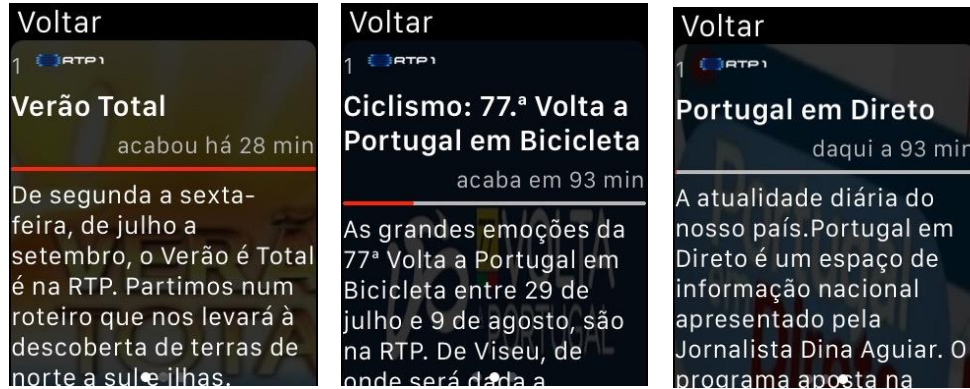 Voltar
1 RTP1
Verão Total
acabou há 28 min
De segunda a sexta-
feira, de julho a
setembro, o Verão é Total
é na RTP. Partimos num
roteiro que nos levará à
descoberta de terras de
norte a sul e ilhas.
Voltar
1 RTP1
Ciclismo: 77.ª Volta a
Portugal em Bicicleta
acaba em 93 min
As grandes emoções da
77ª Volta a Portugal em
Bicicleta entre 29 de
julho e 9 de agosto, são
na RTP. De Viseu, de
onde será dada a
Voltar
1 RTP1
Portugal em Direto
daqui a 93 min
A atualidade diária do
nosso país.Portugal em
Direto é um espaço de
informação nacional
apresentado pela
Jornalista Dina Aguiar. O
programa aposta na